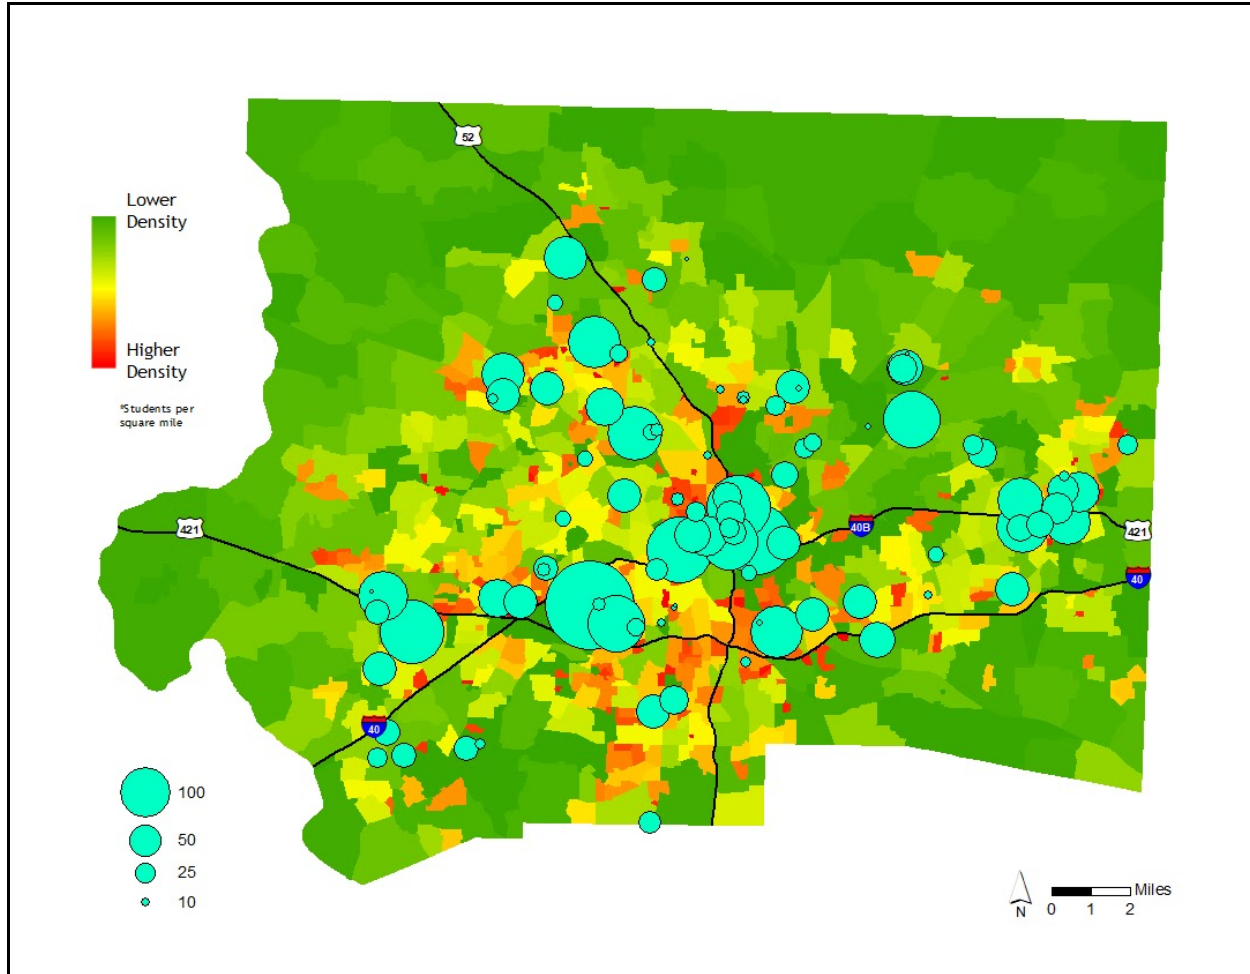 52
Lower
Density
Higher
Density
*Students per
square mile
421
40B
421
40
40
100
50
25
10
N
Miles
0 1 2